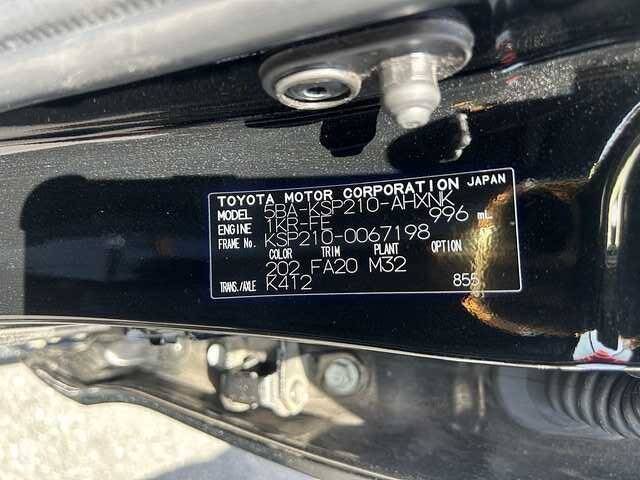 TOYOTA MOTOR CORPORATION JAPAN
MODEL 5BA-KSP210-AHXNK
ENGINE 1KR-FE 996 mL
FRAME No. KSP210-0067198
COLOR TRIM PLANT OPTION
202 FA20 M32
TRANS./AXLE K412 855